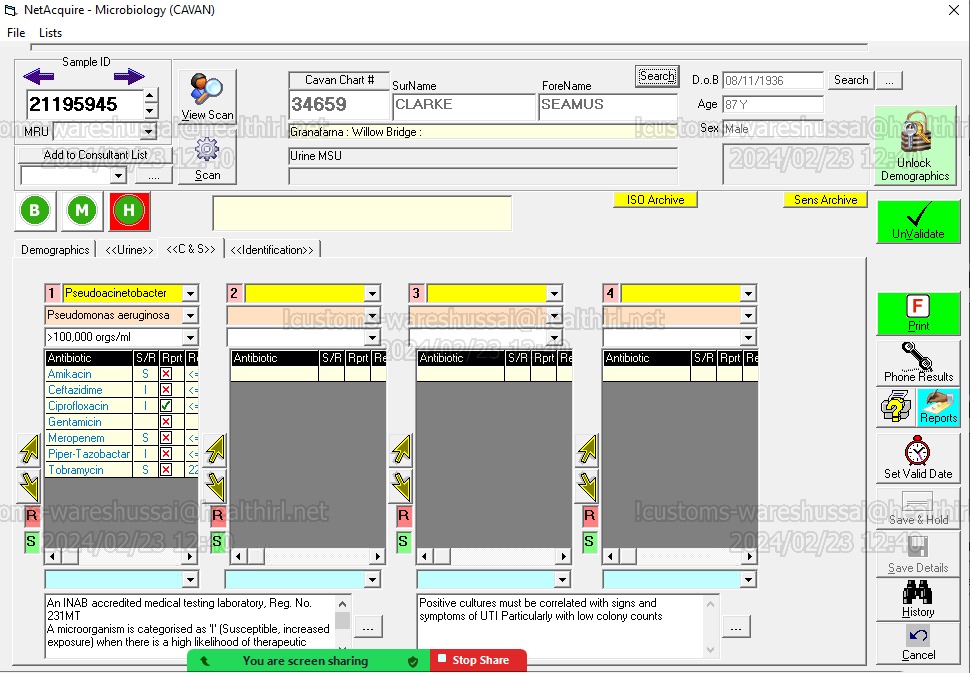 NetAcquire - Microbiology (CAVAN)
File Lists
Sample ID
21195945
MRU
Add to Consultant List
....
View Scan
Scan
Cavan Chart #
34659
SurName
CLARKE
ForeName
SEAMUS
Search
D.o.B 08/11/1936 Search ...
Age 87Y
Sex Male
Granafarna : Willow Bridge :
Urine MSU
Unlock
Demographics
B M H
ISO Archive
Sens Archive
UnValidate
Demographics <<Urine>> <<C & S>> <<Identification>>
1 Pseudoacinetobacter
Pseudomonas aeruginosa
>100,000 orgs/ml
Antibiotic S/R Rprt Re
Amikacin S <=
Ceftazidime I <=
Ciprofloxacin I <=
Gentamicin
Meropenem S <=
Piper-Tazobactar I <=
Tobramycin S 22
2
Antibiotic S/R Rprt Re
3
Antibiotic S/R Rprt Re
4
Antibiotic S/R Rprt Re
R R R R
S S S S
F
Print
Phone Results
Reports
Set Valid Date
Save & Hold
Save Details
History
Cancel
An INAB accredited medical testing laboratory, Reg. No.
231MT
A microorganism is categorised as 'I' (Susceptible, increased
exposure) when there is a high likelihood of therapeutic
...
Positive cultures must be correlated with signs and
symptoms of UTI Particularly with low colony counts
...
You are screen sharing
Stop Share
!customs-wareshussai@healthirl.net
2024/02/23 12:40